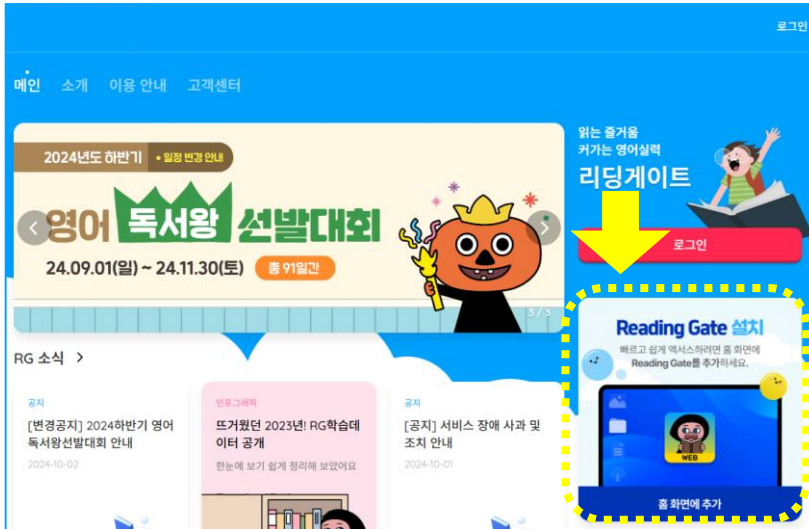 로그인
메인 소개 이용 안내 고객센터
2024년도 하반기 • 일정 변경 안내
영어 독서왕 선발대회
24.09.01(일) ~ 24.11.30(토) 총 91일간
3 / 3
읽는 즐거움
커가는 영어실력
리딩게이트
로그인
Reading Gate 설치
빠르고 쉽게 액세스하려면 홈 화면에
Reading Gate를 추가하세요.
WEB
홈 화면에 추가
RG 소식 >
공지
[변경공지] 2024하반기 영어
독서왕선발대회 안내
2024-10-02
인포그래픽
뜨거웠던 2023년! RG학습데
이터 공개
한눈에 보기 쉽게 정리해 보았어요
공지
[공지] 서비스 장애 사과 및
조치 안내
2024-10-01